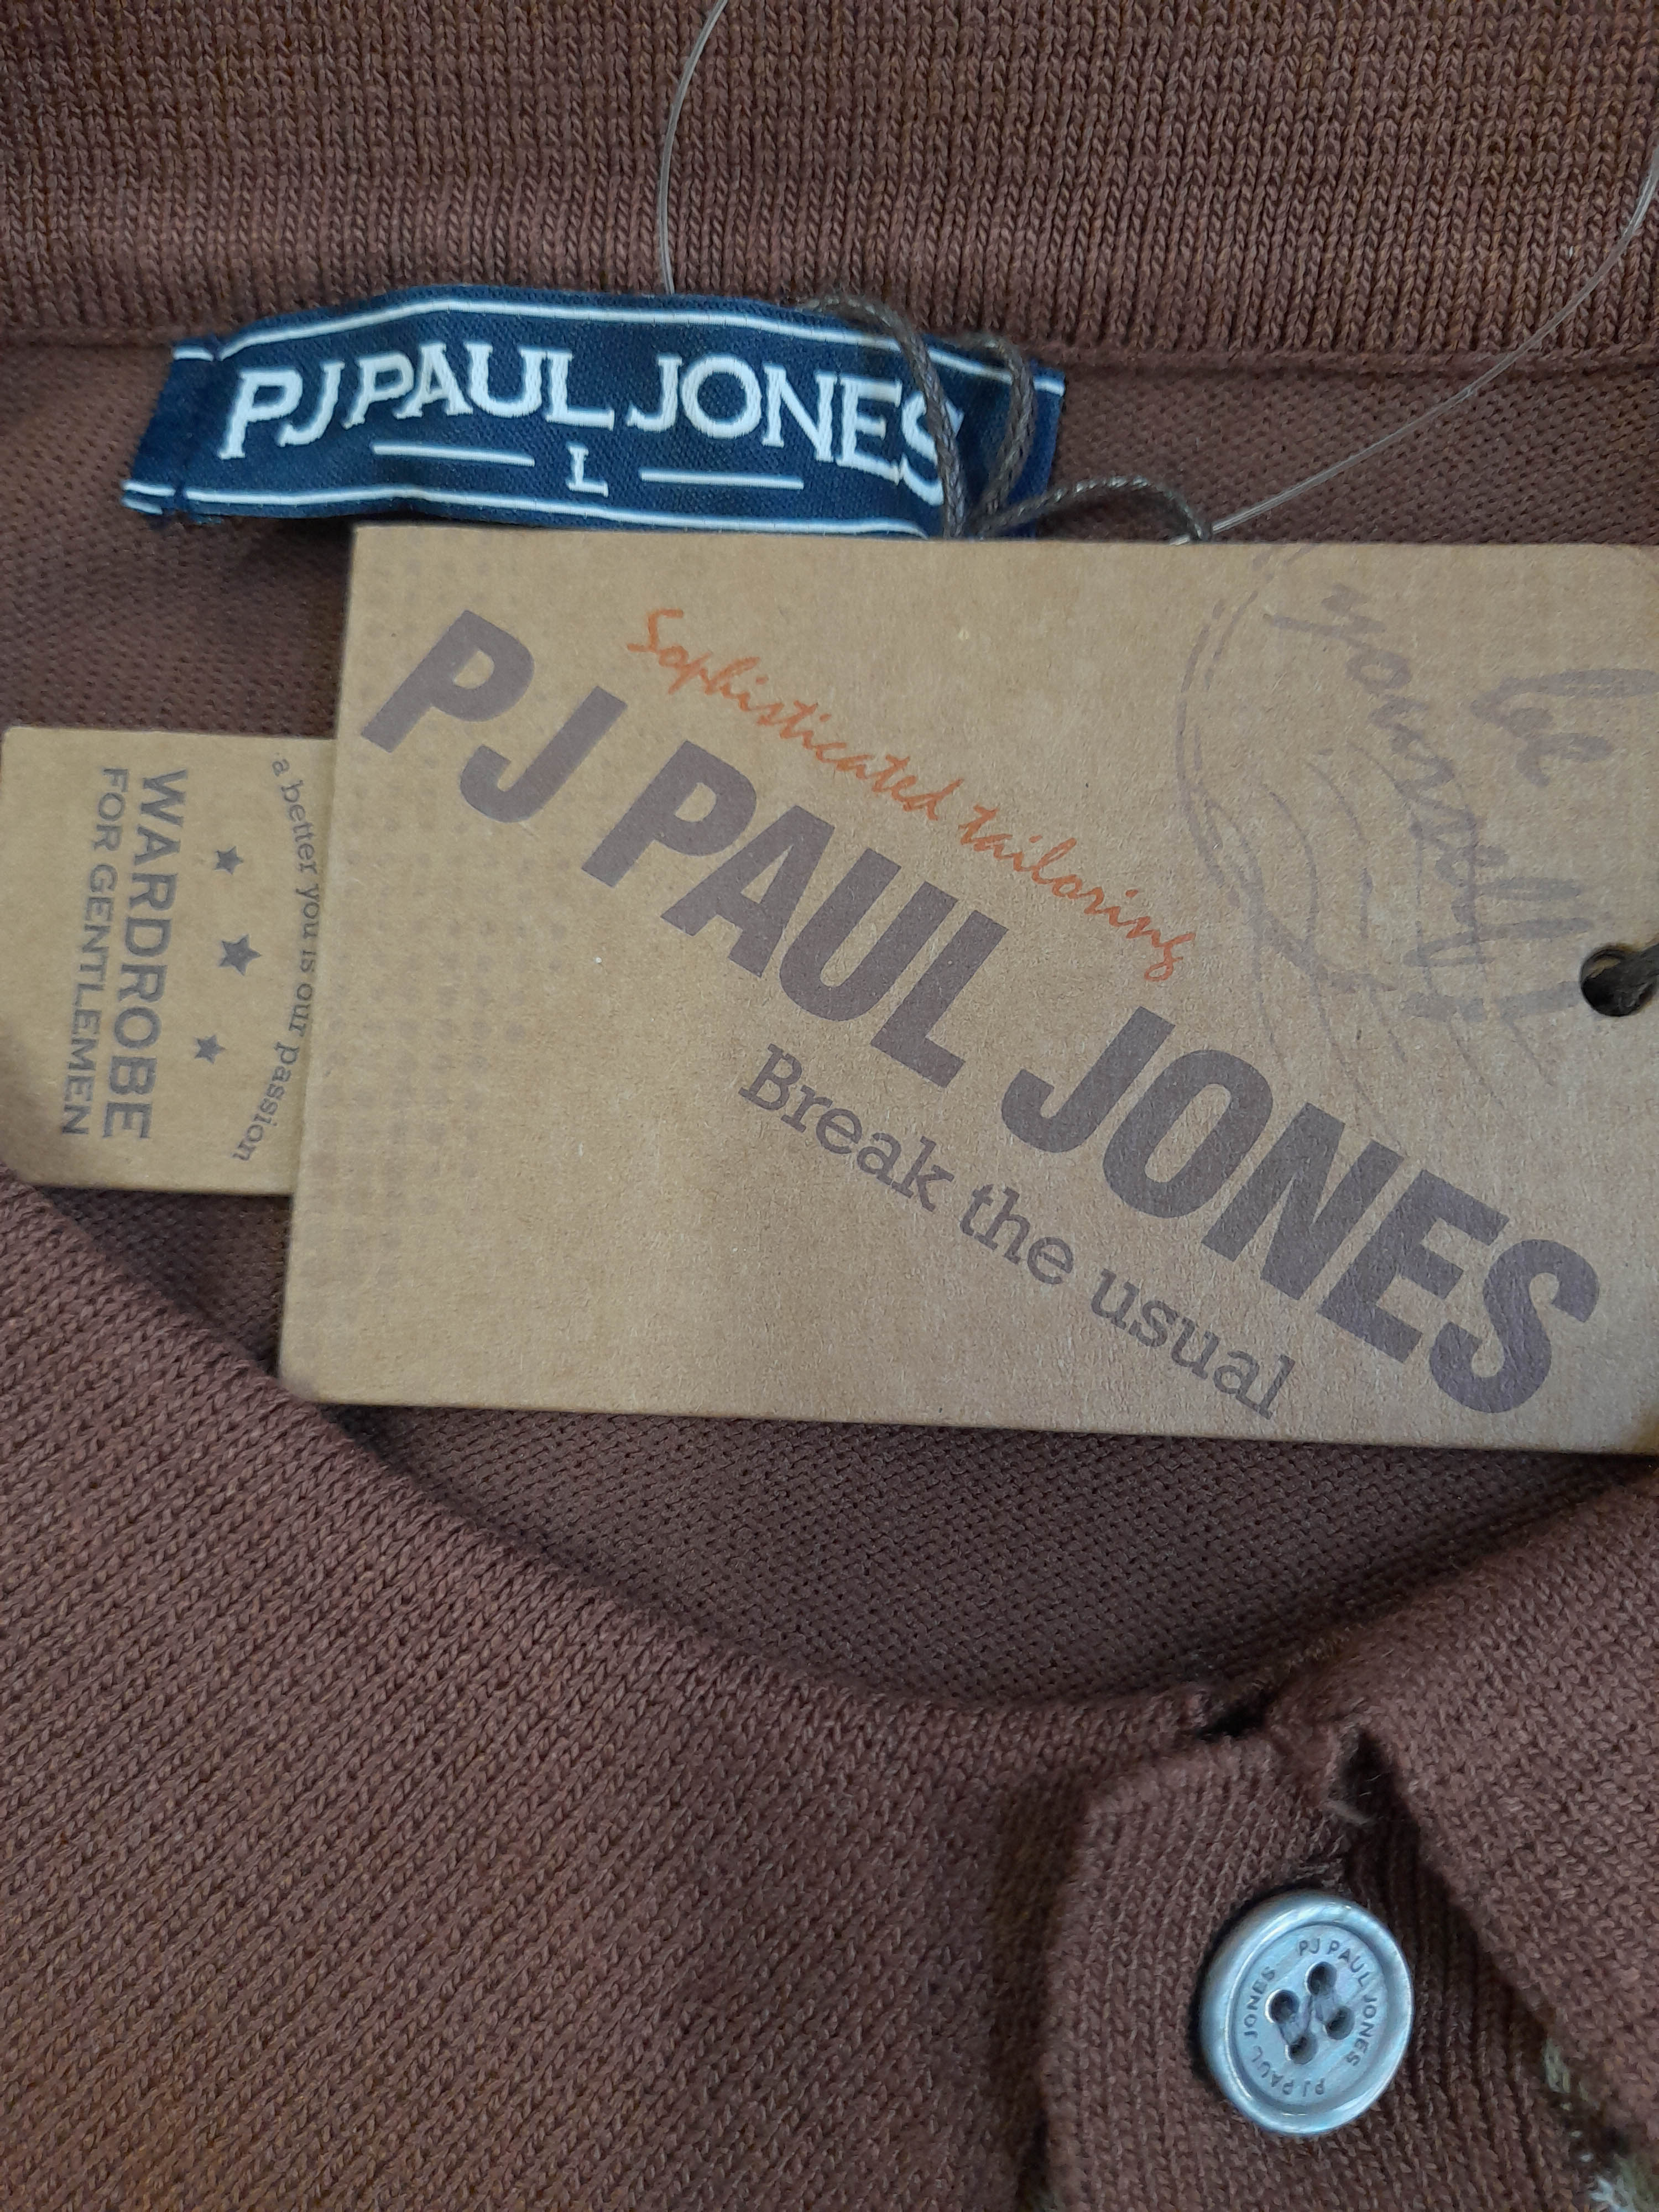 PJ PAUL JONES
L
be
yourself
Sophisticated tailoring
PJ PAUL JONES
Break the usual
a better you is our passion
WARDROBE
FOR GENTLEMEN
PJ PAUL JONES
PJ PAUL JONES